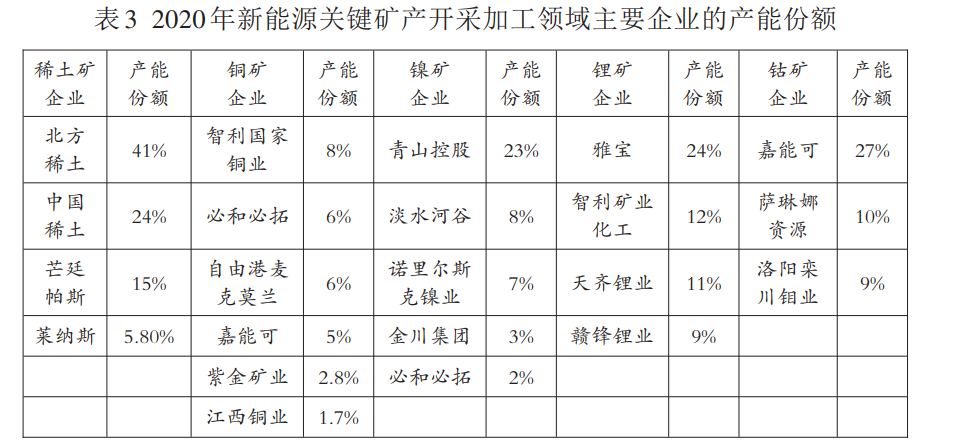 表3 2020年新能源关键矿产开采加工领域主要企业的产能份额
稀土矿企业 产能份额 铜矿企业 产能份额 镍矿企业 产能份额 锂矿企业 产能份额 钴矿企业 产能份额
北方稀土 41% 智利国家铜业 8% 青山控股 23% 雅宝 24% 嘉能可 27%
中国稀土 24% 必和必拓 6% 淡水河谷 8% 智利矿业化工 12% 萨琳娜资源 10%
芒廷帕斯 15% 自由港麦克莫兰 6% 诺里尔斯克镍业 7% 天齐锂业 11% 洛阳栾川钼业 9%
莱纳斯 5.80% 嘉能可 5% 金川集团 3% 赣锋锂业 9%
紫金矿业 2.8% 必和必拓 2%
江西铜业 1.7%